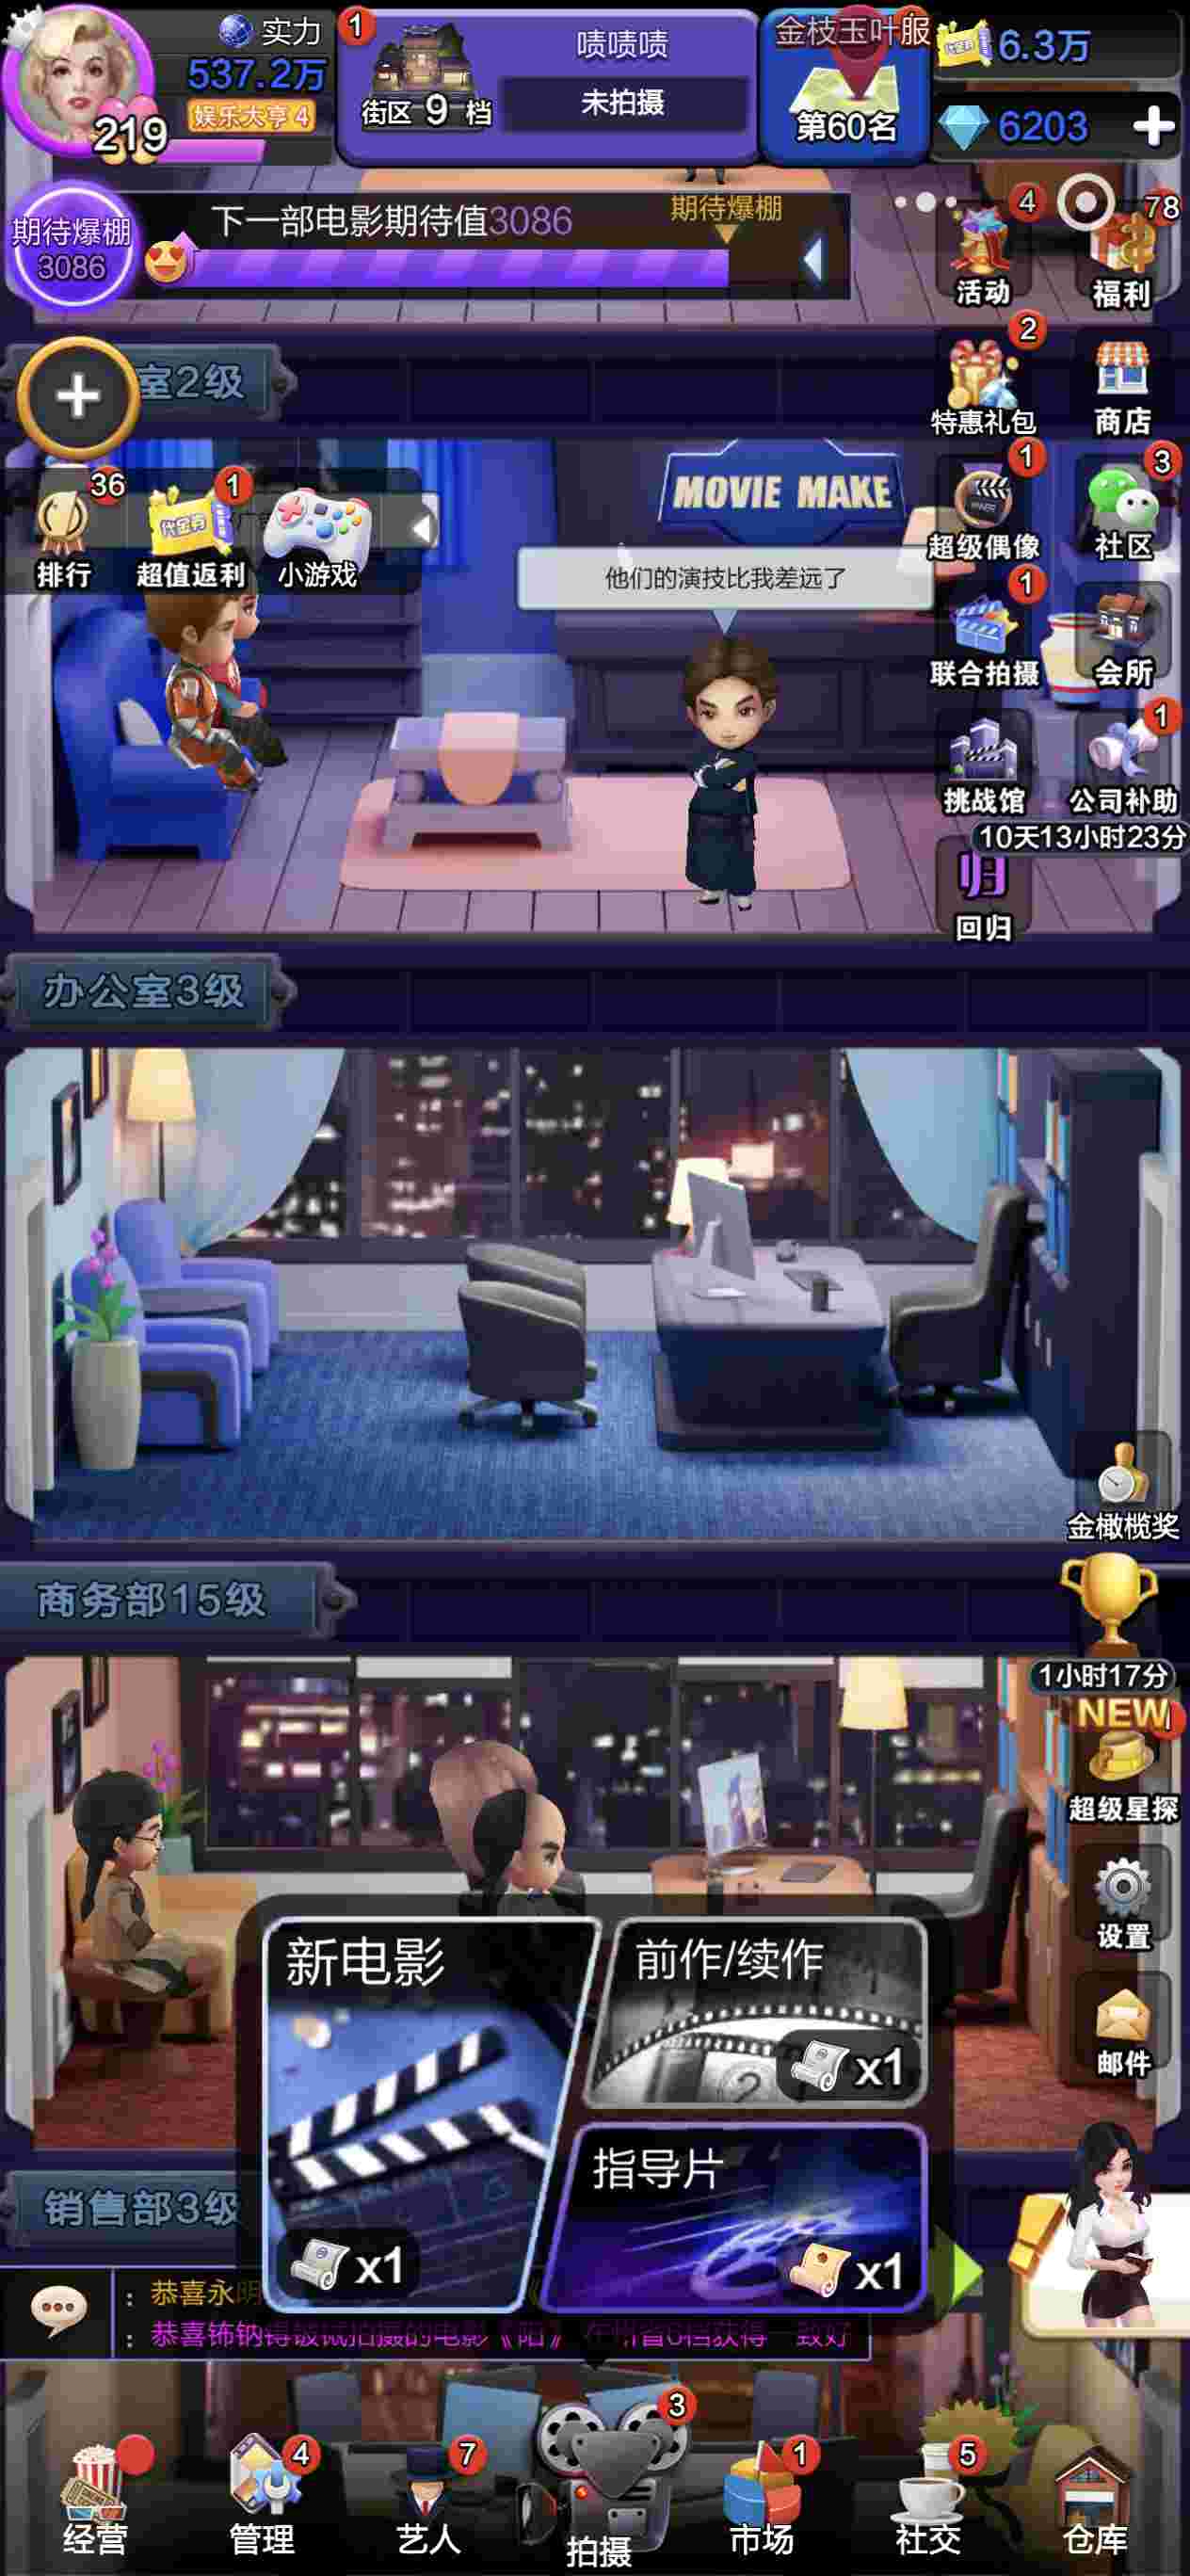 实力
537.2万
娱乐大亨 4
219
1
街区 9 档
啧啧啧
未拍摄
金枝玉叶服
第60名
6.3万
6203
期待爆棚
3086
下一部电影期待值3086
期待爆棚
4
活动
78
福利
2
特惠礼包
商店
室2级
36
排行
1
超值返利
小游戏
MOVIE MAKE
他们的演技比我差远了
1
超级偶像
3
社区
1
联合拍摄
会所
挑战馆
1
公司补助
10天13小时23分
归
回归
办公室3级
金橄榄奖
商务部15级
1小时17分
NEW
超级星探
设置
邮件
新电影
x1
前作/续作
x1
指导片
x1
销售部3级
: 恭喜永明
经营
4
管理
7
艺人
3
拍摄
1
市场
5
社交
仓库